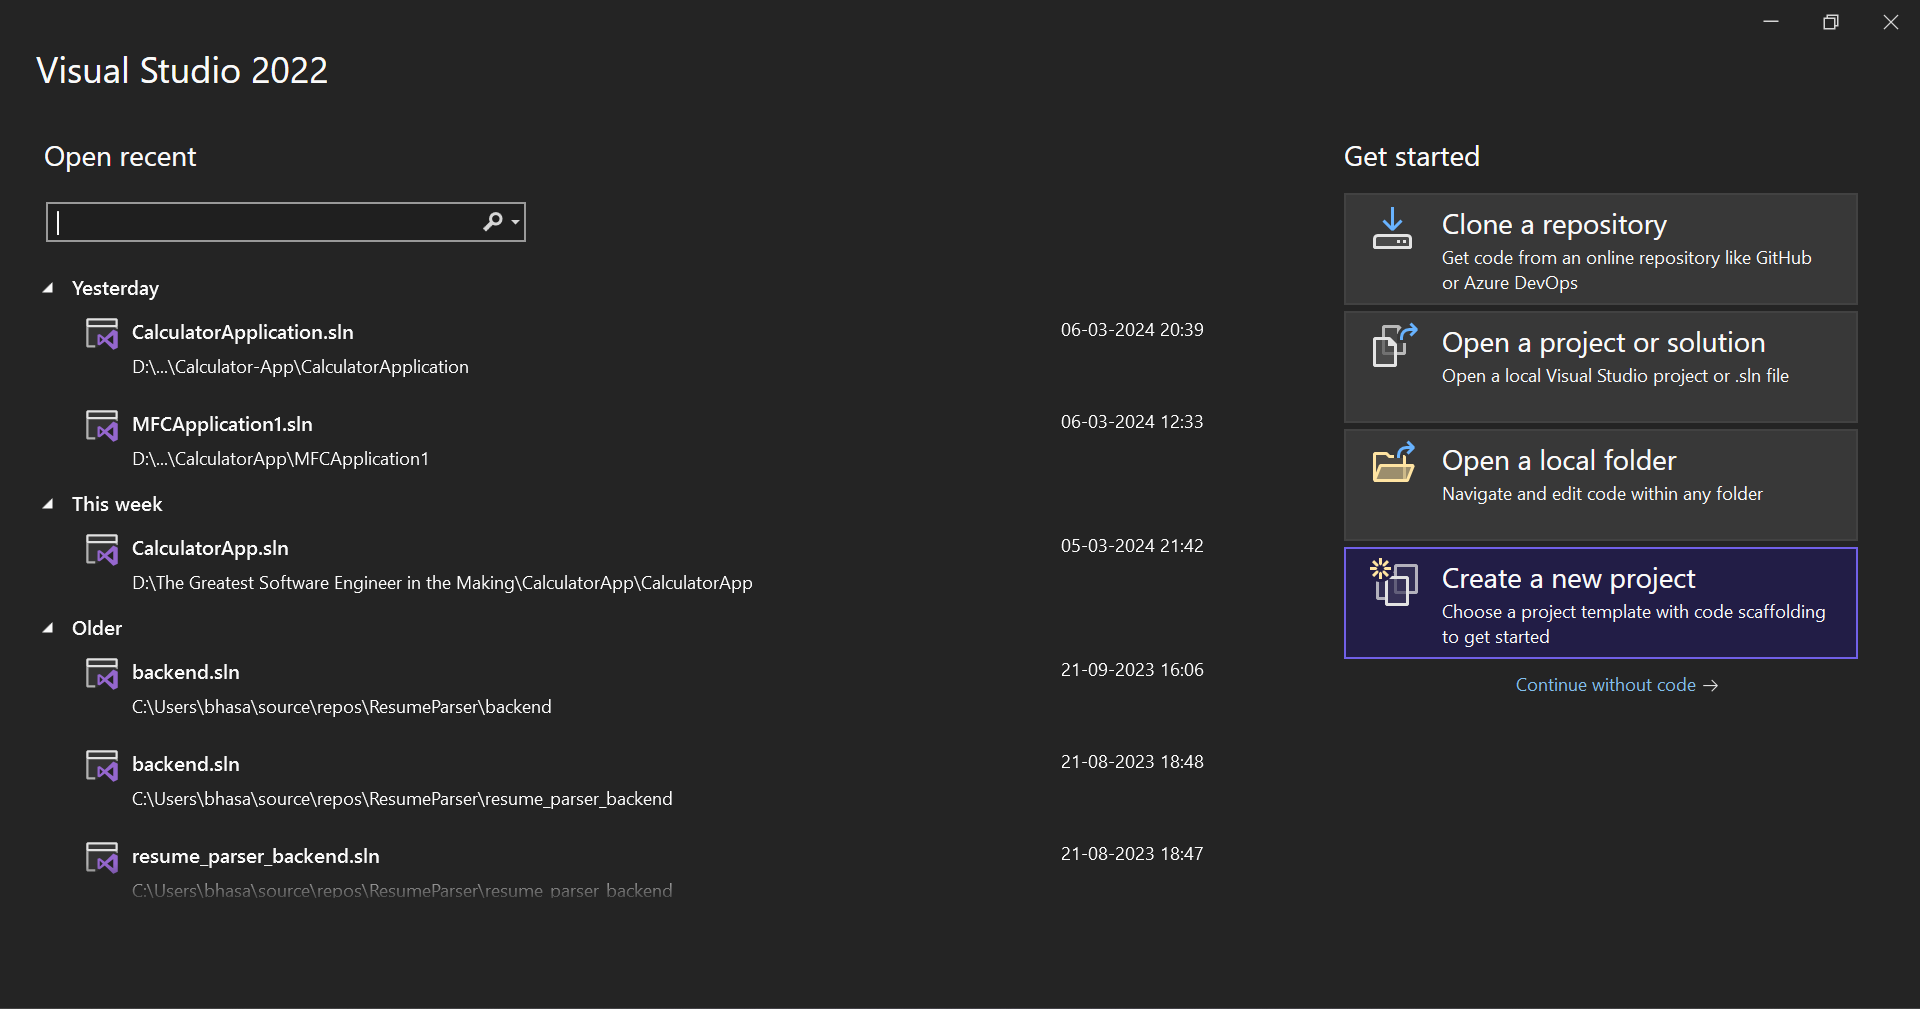 Visual Studio 2022
Open recent
Yesterday
CalculatorApplication.sln
06-03-2024 20:39
D:\...\Calculator-App\CalculatorApplication
MFCApplication1.sln
06-03-2024 12:33
D:\...\CalculatorApp\MFCApplication1
This week
CalculatorApp.sln
05-03-2024 21:42
D:\The Greatest Software Engineer in the Making\CalculatorApp\CalculatorApp
Older
backend.sln
21-09-2023 16:06
C:\Users\bhasa\source\repos\ResumeParser\backend
backend.sln
21-08-2023 18:48
C:\Users\bhasa\source\repos\ResumeParser\resume_parser_backend
resume_parser_backend.sln
21-08-2023 18:47
C:\Users\bhasa\source\repos\ResumeParser\resume_parser_backend
Get started
Clone a repository
Get code from an online repository like GitHub
or Azure DevOps
Open a project or solution
Open a local Visual Studio project or .sln file
Open a local folder
Navigate and edit code within any folder
Create a new project
Choose a project template with code scaffolding
to get started
Continue without code →